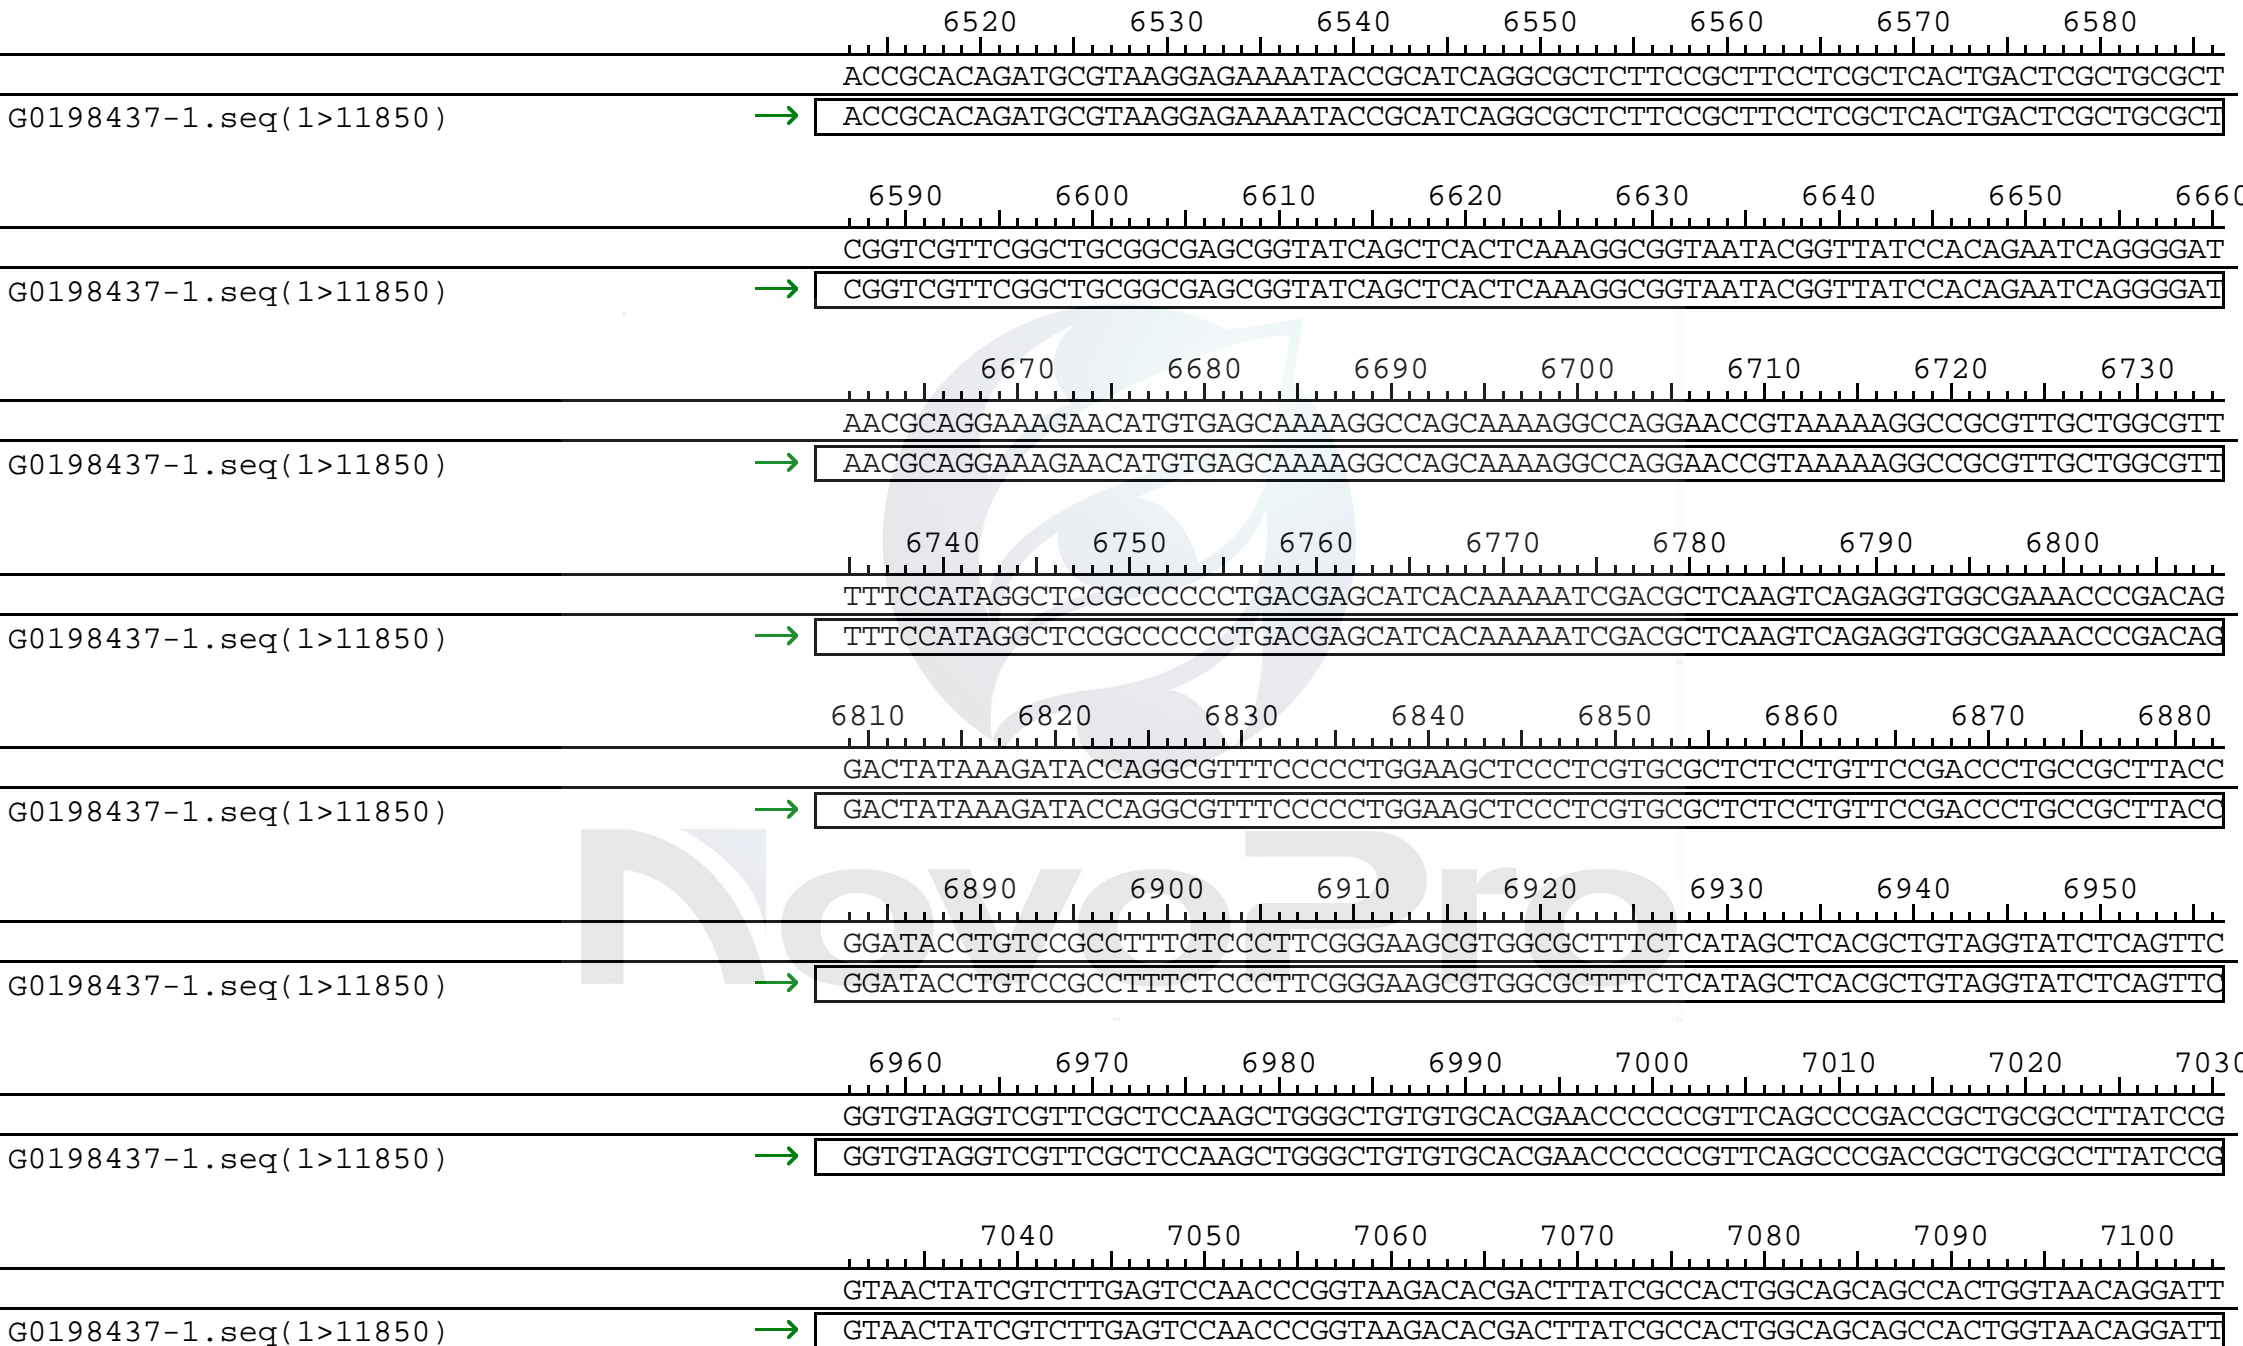 6520 6530 6540 6550 6560 6570 6580
ACCGCACAGATGCGTAAGGAGAAAATACCGCATCAGGCGCTCTTCCGCTTCCTCGCTCACTGACTCGCTGCGCT
G0198437-1.seq(1>11850) → ACCGCACAGATGCGTAAGGAGAAAATACCGCATCAGGCGCTCTTCCGCTTCCTCGCTCACTGACTCGCTGCGCT
6590 6600 6610 6620 6630 6640 6650 6660
CGGTCGTTCGGCTGCGGCGAGCGGTATCAGCTCACTCAAAGGCGGTAATACGGTTATCCACAGAATCAGGGGAT
G0198437-1.seq(1>11850) → CGGTCGTTCGGCTGCGGCGAGCGGTATCAGCTCACTCAAAGGCGGTAATACGGTTATCCACAGAATCAGGGGAT
6670 6680 6690 6700 6710 6720 6730
AACGCAGGAAAGAACATGTGAGCAAAAGGCCAGCAAAAGGCCAGGAACCGTAAAAAGGCCGCGTTGCTGGCGTT
G0198437-1.seq(1>11850) → AACGCAGGAAAGAACATGTGAGCAAAAGGCCAGCAAAAGGCCAGGAACCGTAAAAAGGCCGCGTTGCTGGCGTT
6740 6750 6760 6770 6780 6790 6800
TTTCCATAGGCTCCGCCCCCCTGACGAGCATCACAAAAATCGACGCTCAAGTCAGAGGTGGCGAAACCCGACAG
G0198437-1.seq(1>11850) → TTTCCATAGGCTCCGCCCCCCTGACGAGCATCACAAAAATCGACGCTCAAGTCAGAGGTGGCGAAACCCGACAG
6810 6820 6830 6840 6850 6860 6870 6880
GACTATAAAGATACCAGGCGTTTCCCCCTGGAAGCTCCCTCGTGCGCTCTCCTGTTCCGACCCTGCCGCTTACC
G0198437-1.seq(1>11850) → GACTATAAAGATACCAGGCGTTTCCCCCTGGAAGCTCCCTCGTGCGCTCTCCTGTTCCGACCCTGCCGCTTACC
NovoPro
6890 6900 6910 6920 6930 6940 6950
GGATACCTGTCCGCCTTTCTCCCTTCGGGAAGCGTGGCGCTTTCTCATAGCTCACGCTGTAGGTATCTCAGTTC
G0198437-1.seq(1>11850) → GGATACCTGTCCGCCTTTCTCCCTTCGGGAAGCGTGGCGCTTTCTCATAGCTCACGCTGTAGGTATCTCAGTTC
6960 6970 6980 6990 7000 7010 7020 7030
GGTGTAGGTCGTTCGCTCCAAGCTGGGCTGTGTGCACGAACCCCCCGTTCAGCCCGACCGCTGCGCCTTATCCG
G0198437-1.seq(1>11850) → GGTGTAGGTCGTTCGCTCCAAGCTGGGCTGTGTGCACGAACCCCCCGTTCAGCCCGACCGCTGCGCCTTATCCG
7040 7050 7060 7070 7080 7090 7100
GTAACTATCGTCTTGAGTCCAACCCGGTAAGACACGACTTATCGCCACTGGCAGCAGCCACTGGTAACAGGATT
G0198437-1.seq(1>11850) → GTAACTATCGTCTTGAGTCCAACCCGGTAAGACACGACTTATCGCCACTGGCAGCAGCCACTGGTAACAGGATT